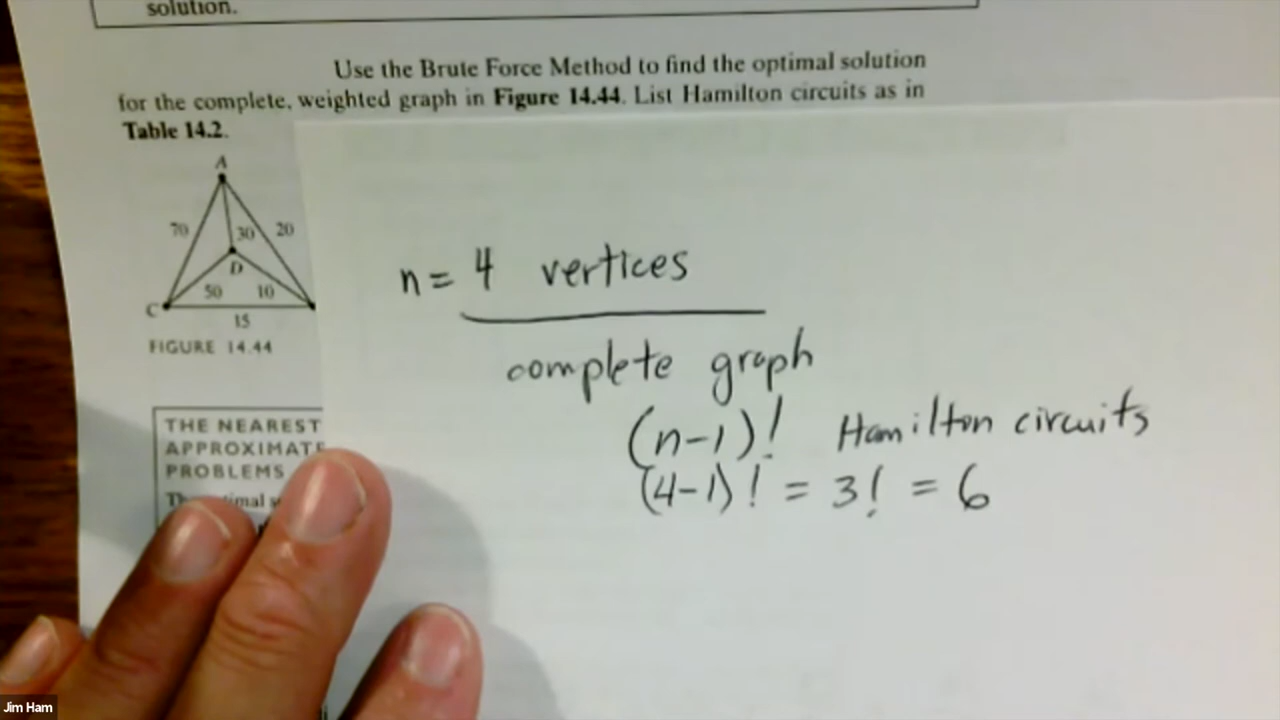 solution.
Use the Brute Force Method to find the optimal solution
for the complete, weighted graph in Figure 14.44. List Hamilton circuits as in
Table 14.2.
A
70
30
20
D
50
10
C
15
FIGURE 14.44
n = 4 vertices
complete graph
(n-1)! Hamilton circuits
(4-1)! = 3! = 6
THE NEAREST
APPROXIMATE
PROBLEMS
Jim Ham